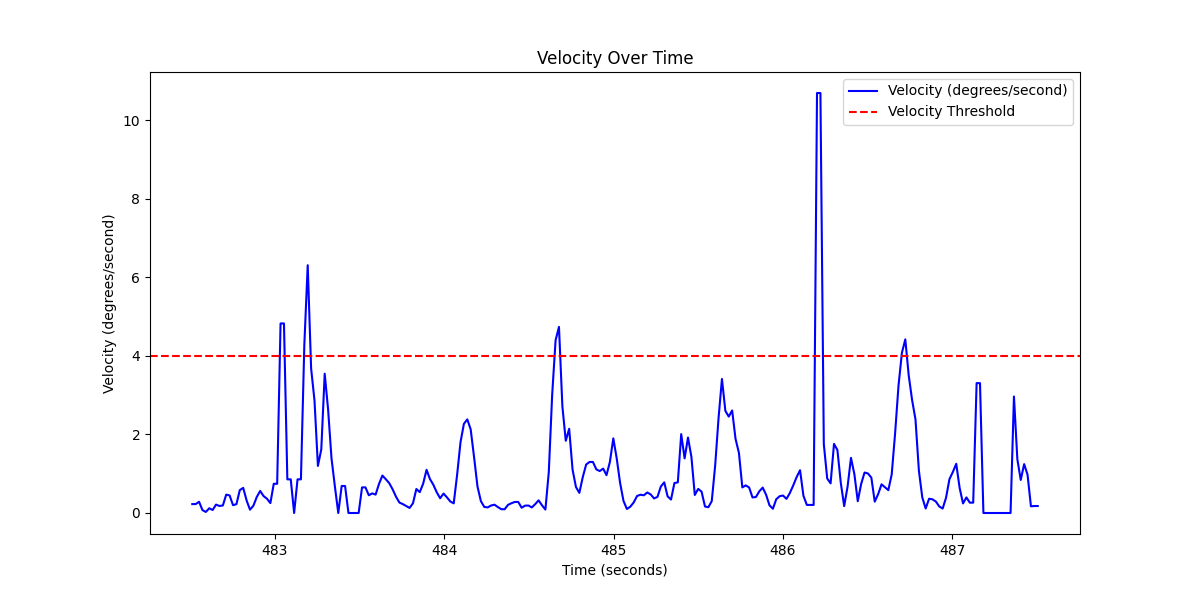 Velocity Over Time
Velocity (degrees/second)
Velocity Threshold
10
8
6
4
2
0
Velocity (degrees/second)
483
484
485
486
487
Time (seconds)